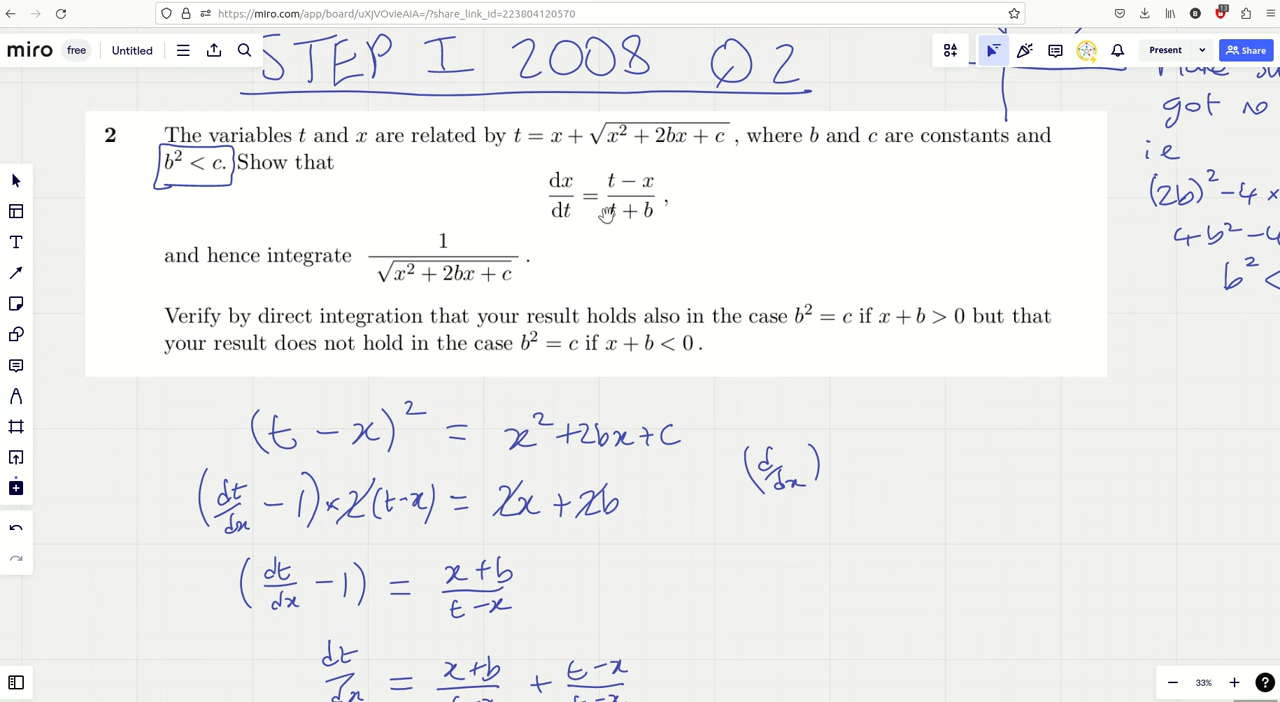 https://miro.com/app/board/uXJVOvieAIA=/?share_link_id=223804120570
13
miro free Untitled
Present Share
STEP I 2008 Q2
2 The variables t and x are related by t = x + √(x² + 2bx + c) , where b and c are constants and
b² < c. Show that
dx/dt = (t − x)/(t + b) ,
and hence integrate 1/√(x² + 2bx + c) .
Verify by direct integration that your result holds also in the case b² = c if x + b > 0 but that
your result does not hold in the case b² = c if x + b < 0 .
got no
ie
(2b)² − 4 ×
4b² − 4
b² <
(t − x)² = x² + 2bx + c
(dt/dx − 1) × 2(t − x) = 2x + 2b
(d/dx)
(dt/dx − 1) = (x + b)/(t − x)
dt/dx = (x + b)/(t − x) + (t − x)/(t − x)
33%